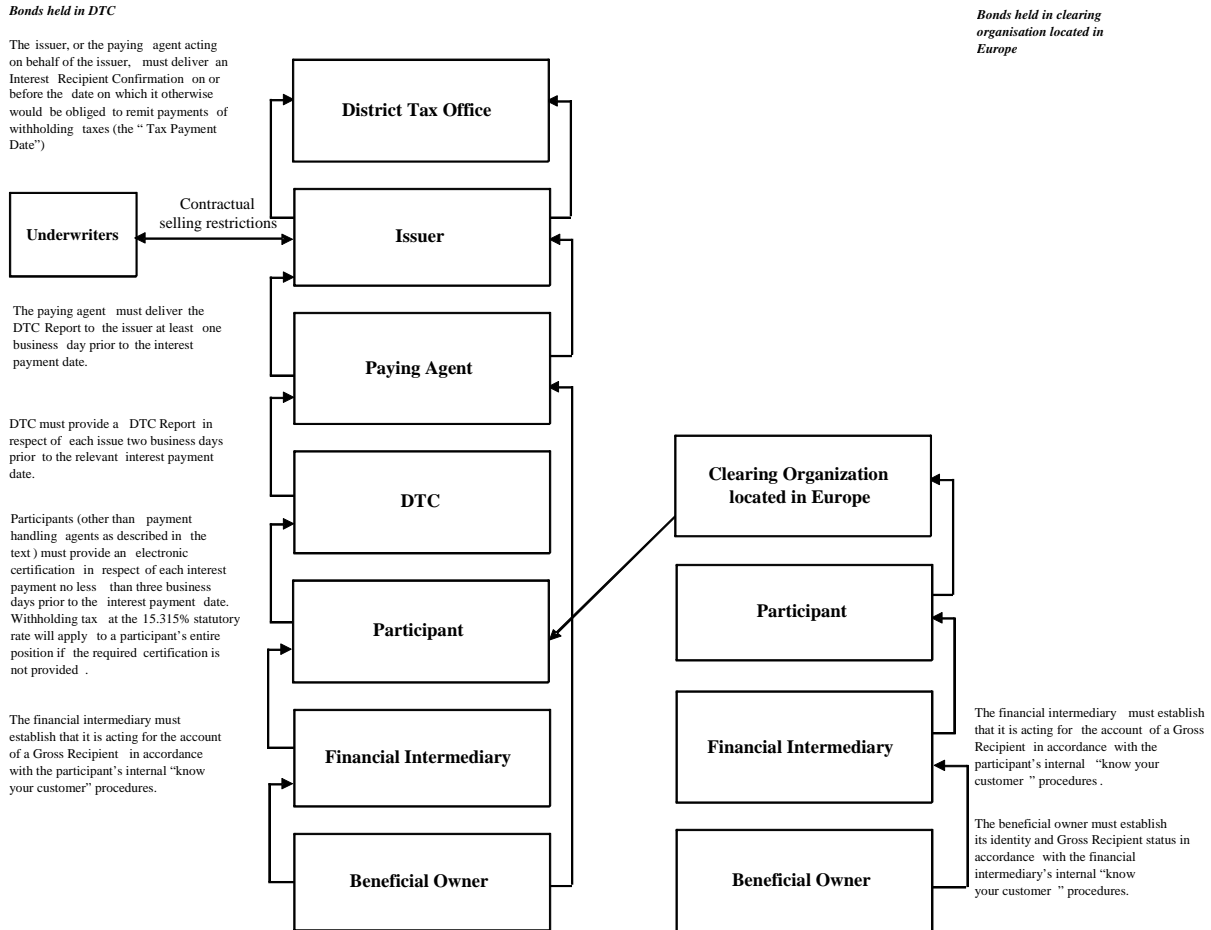 Bonds held in DTC
The issuer, or the paying agent acting
on behalf of the issuer, must deliver an
Interest Recipient Confirmation on or
before the date on which it otherwise
would be obliged to remit payments of
withholding taxes (the “ Tax Payment
Date”)
Bonds held in clearing
organisation located in
Europe
District Tax Office
Underwriters
Contractual
selling restrictions
Issuer
The paying agent must deliver the
DTC Report to the issuer at least one
business day prior to the interest
payment date.
Paying Agent
DTC must provide a DTC Report in
respect of each issue two business days
prior to the relevant interest payment
date.
DTC
Clearing Organization
located in Europe
Participants (other than payment
handling agents as described in the
text ) must provide an electronic
certification in respect of each interest
payment no less than three business
days prior to the interest payment date.
Withholding tax at the 15.315% statutory
rate will apply to a participant’s entire
position if the required certification is
not provided .
Participant
Participant
The financial intermediary must
establish that it is acting for the account
of a Gross Recipient in accordance
with the participant’s internal “know
your customer” procedures.
Financial Intermediary
Financial Intermediary
The financial intermediary must establish
that it is acting for the account of a Gross
Recipient in accordance with the
participant’s internal “know your
customer ” procedures .
Beneficial Owner
Beneficial Owner
The beneficial owner must establish
its identity and Gross Recipient status in
accordance with the financial
intermediary’s internal “know
your customer ” procedures.